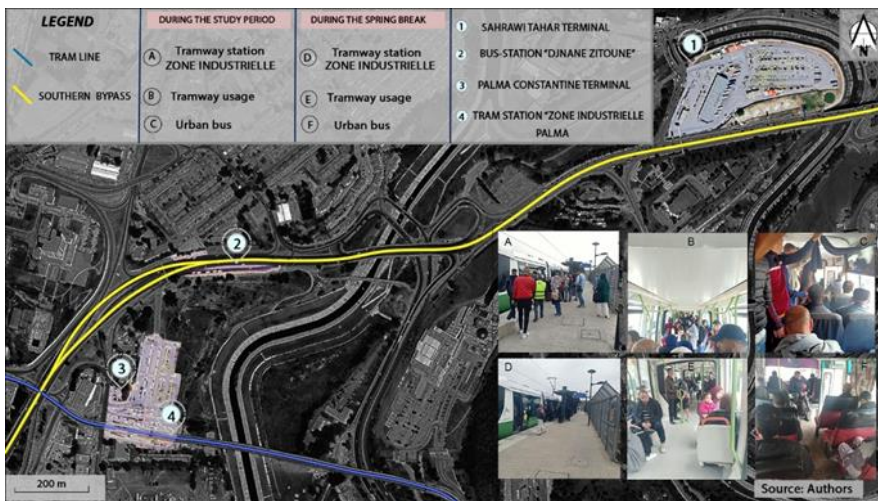 LEGEND
TRAM LINE
SOUTHERN BYPASS
DURING THE STUDY PERIOD
A Tramway station
ZONE INDUSTRIELLE
B Tramway usage
C Urban bus
DURING THE SPRING BREAK
D Tramway station
ZONE INDUSTRIELLE
E Tramway usage
F Urban bus
1 SAHRAWI TAHAR TERMINAL
2 BUS-STATION "DJNANE ZITOUNE"
3 PALMA CONSTANTINE TERMINAL
4 TRAM STATION "ZONE INDUSTRIELLE
PALMA
N
1
2
3
4
A
B
C
D
E
F
200 m
Source: Authors